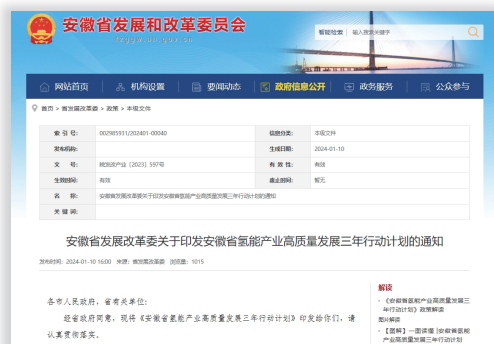 安徽省发展和改革委员会
智能检索 输入搜索关键字
网站首页 机构设置 要闻动态 政府信息公开 政务服务 公众参与
首页 > 省发展改革委 > 政策 > 本级文件
索 引 号： 002985931/202401-00040 信息分类： 本级文件
发布机构： 生成日期： 2024-01-10
文 号： 皖发改产业〔2023〕597号 有 效 性： 有效
生效时间： 有效 废止时间： 暂无
名 称： 安徽省发展改革委关于印发安徽省氢能产业高质量发展三年行动计划的通知
关 键 词：
安徽省发展改革委关于印发安徽省氢能产业高质量发展三年行动计划的通知
发布时间：2024-01-10 16:00 来源：省发展改革委 浏览量：1015
各市人民政府，省有关单位：
经省政府同意，现将《安徽省氢能产业高质量发展三年行动计划》印发给你们，请
认真贯彻落实。
解读
《安徽省氢能产业高质量发展三
年行动计划》政策解读
图片解读
【图解】一图读懂 |安徽省氢能
产业高质量发展三年行动计划